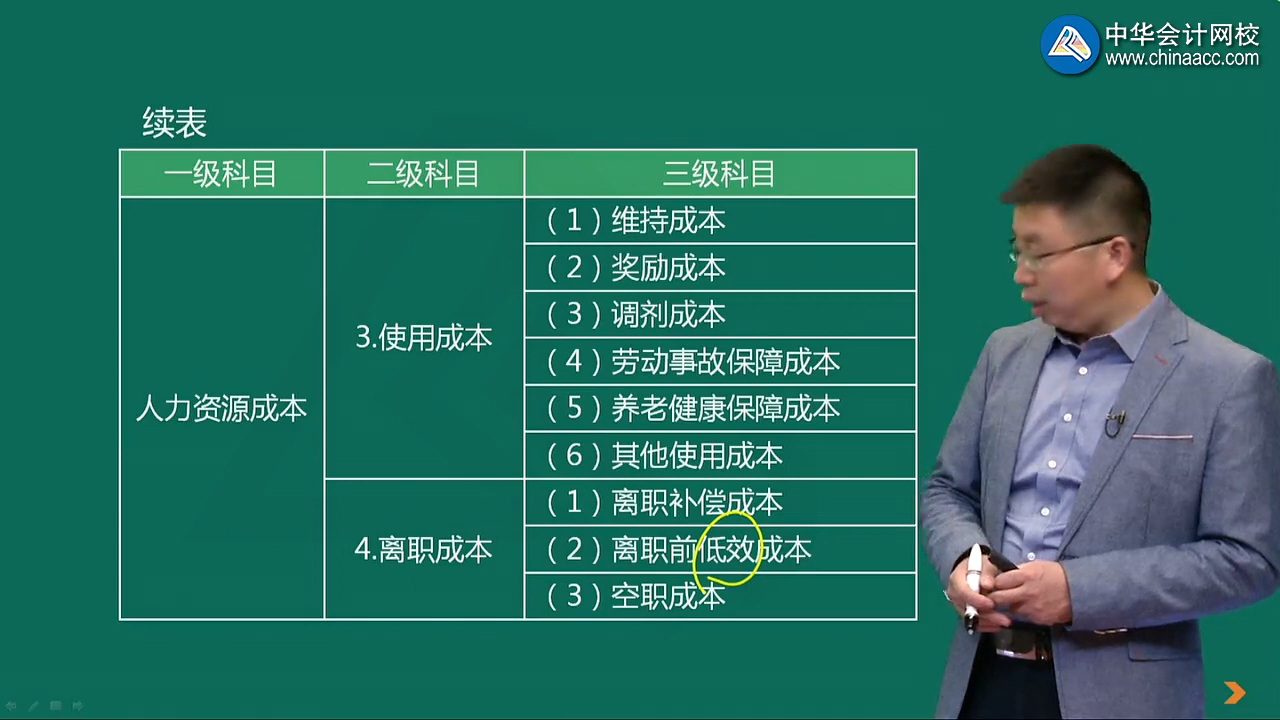 中华会计网校
www.chinaacc.com
续表
一级科目 二级科目 三级科目
人力资源成本
3.使用成本
（1）维持成本
（2）奖励成本
（3）调剂成本
（4）劳动事故保障成本
（5）养老健康保障成本
（6）其他使用成本
4.离职成本
（1）离职补偿成本
（2）离职前低效成本
（3）空职成本